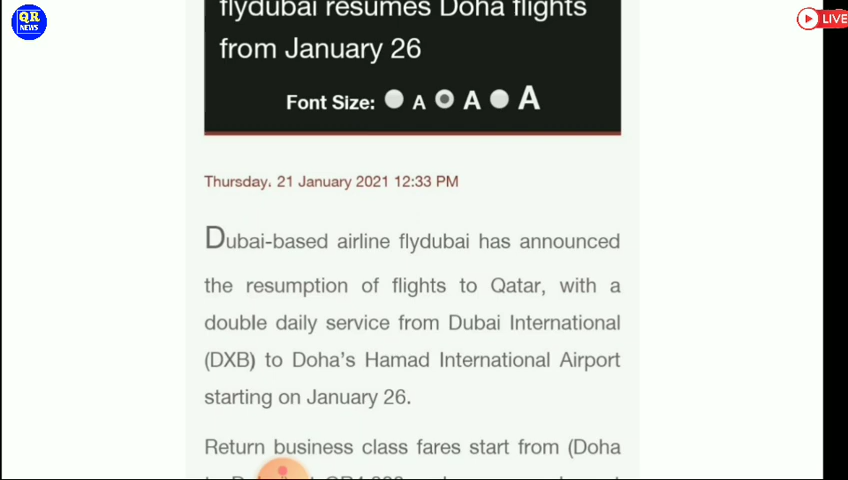 QR
NEWS
LIVE
flydubai resumes Doha flights
from January 26
Font Size: A A A
Thursday, 21 January 2021 12:33 PM
Dubai-based airline flydubai has announced
the resumption of flights to Qatar, with a
double daily service from Dubai International
(DXB) to Doha's Hamad International Airport
starting on January 26.
Return business class fares start from (Doha